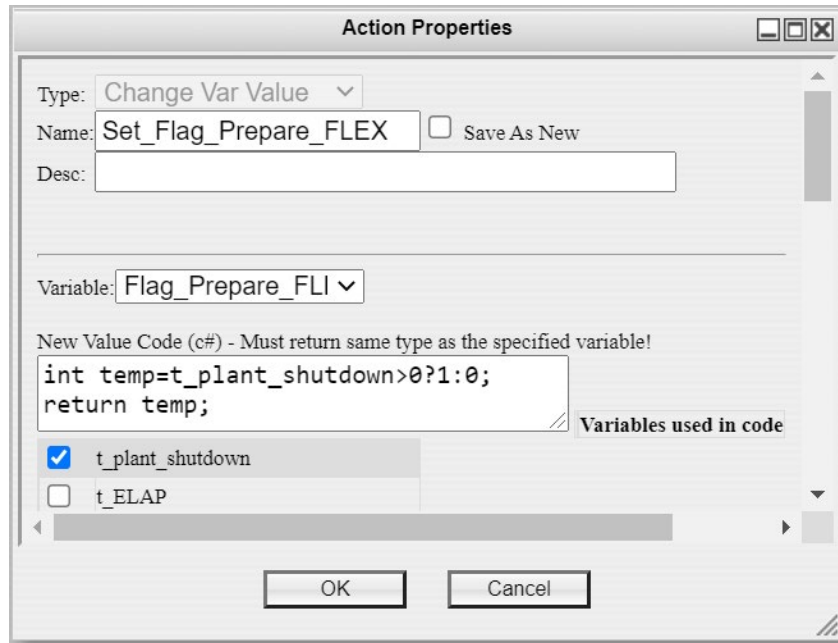 Action Properties
Type: Change Var Value
Name: Set_Flag_Prepare_FLEX Save As New
Desc:
Variable: Flag_Prepare_FLI
New Value Code (c#) - Must return same type as the specified variable!
int temp=t_plant_shutdown>0?1:0;
return temp;
Variables used in code
t_plant_shutdown
t_ELAP
OK Cancel